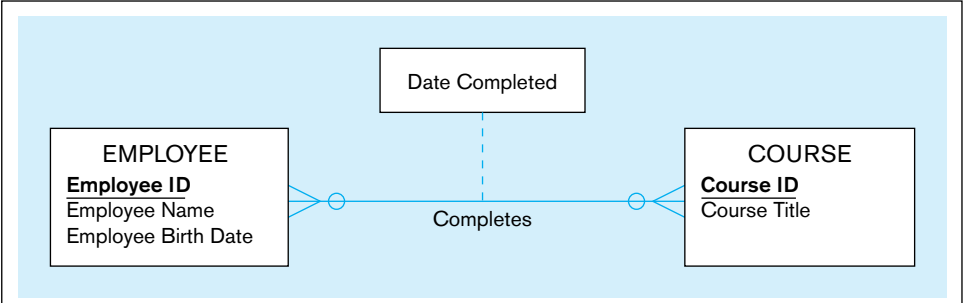 Date Completed
EMPLOYEE
Employee ID
Employee Name
Employee Birth Date
Completes
COURSE
Course ID
Course Title